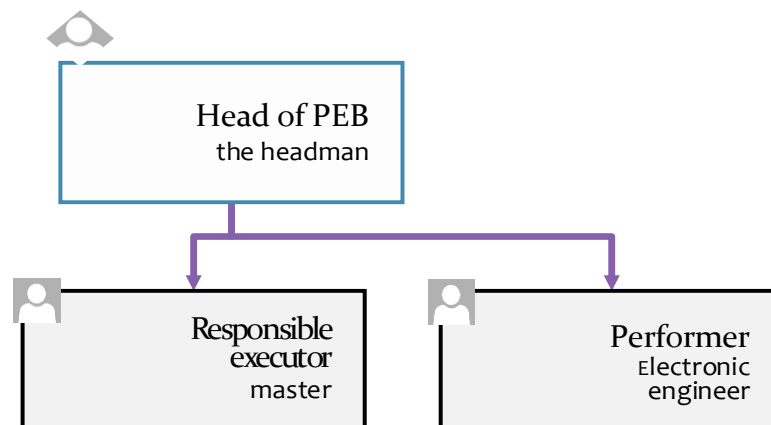 Head of PEB
the headman
Responsible
executor
master
Performer
Electronic
engineer